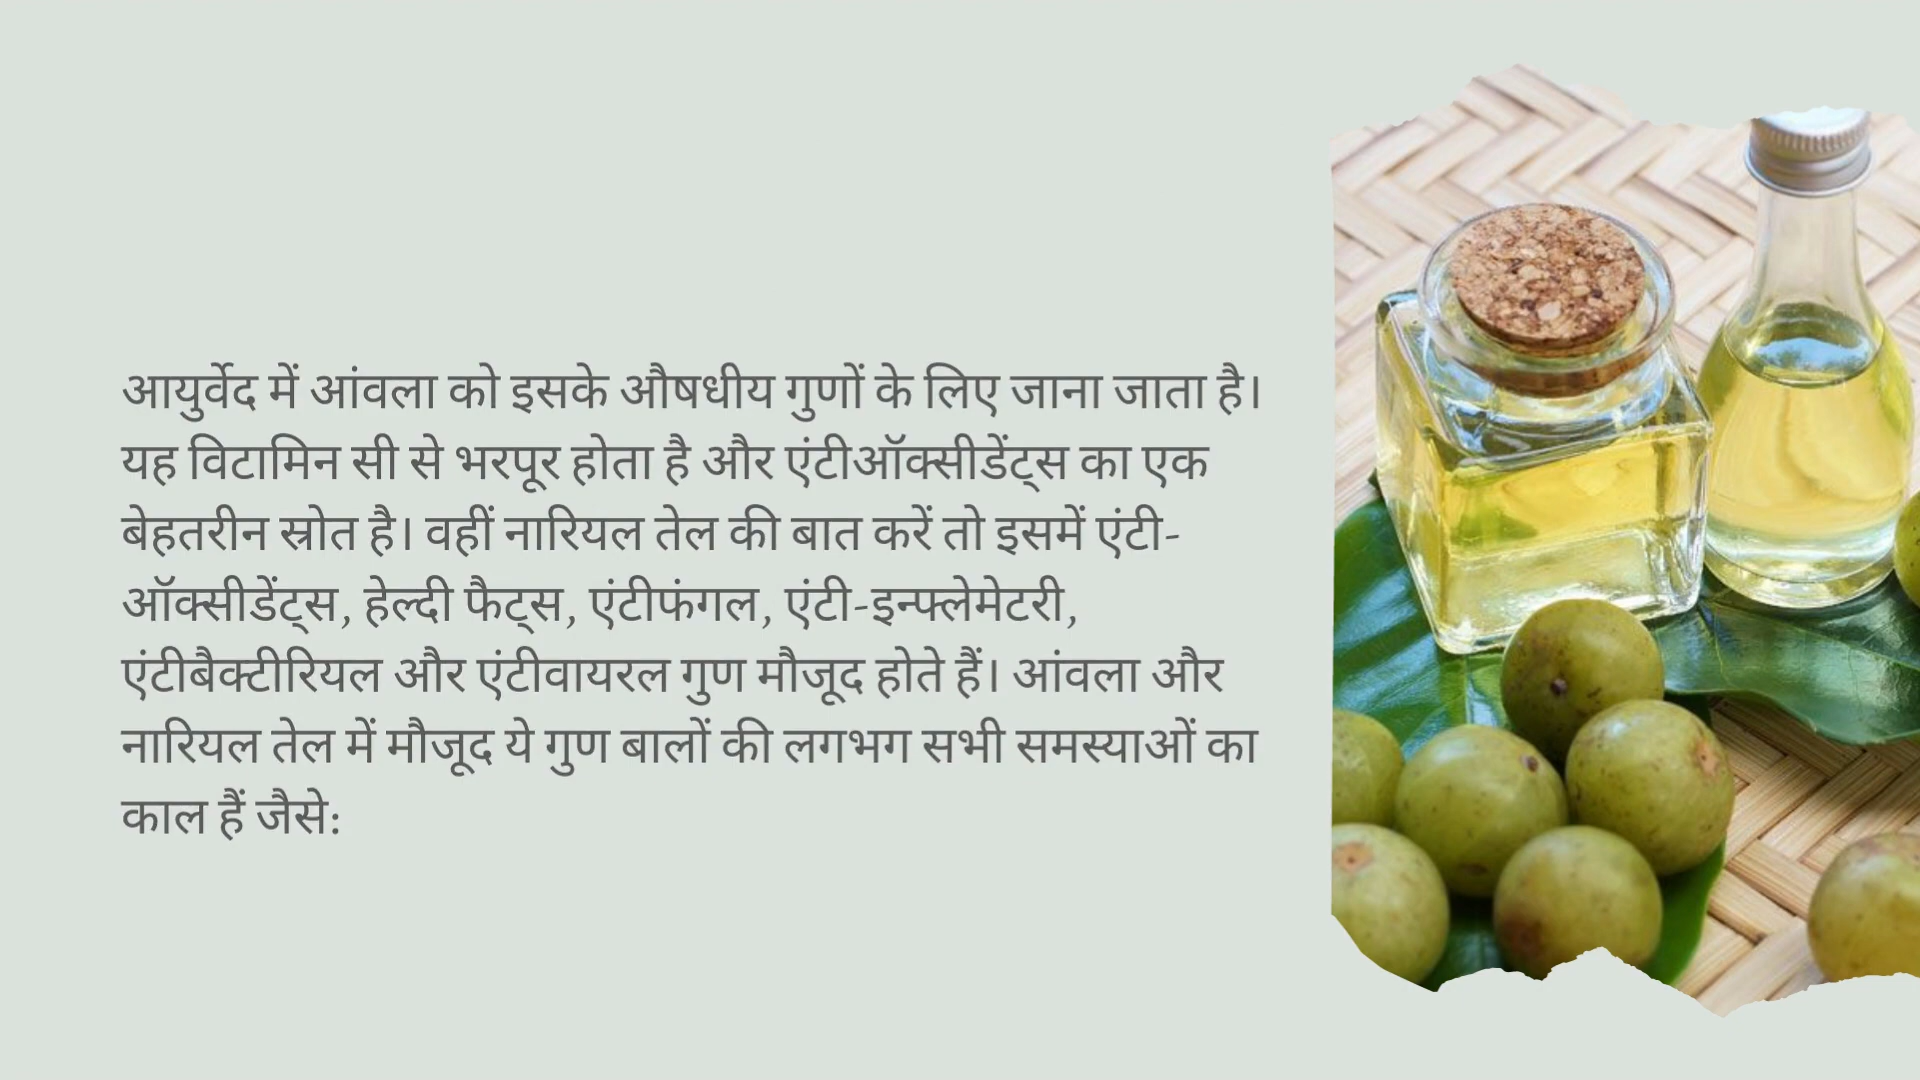 आयुर्वेद में आंवला को इसके औषधीय गुणों के लिए जाना जाता है।
यह विटामिन सी से भरपूर होता है और एंटीऑक्सीडेंट्स का एक
बेहतरीन स्रोत है। वहीं नारियल तेल की बात करें तो इसमें एंटी-
ऑक्सीडेंट्स, हेल्दी फैट्स, एंटीफंगल, एंटी-इन्फ्लेमेटरी,
एंटीबैक्टीरियल और एंटीवायरल गुण मौजूद होते हैं। आंवला और
नारियल तेल में मौजूद ये गुण बालों की लगभग सभी समस्याओं का
काल हैं जैसे: